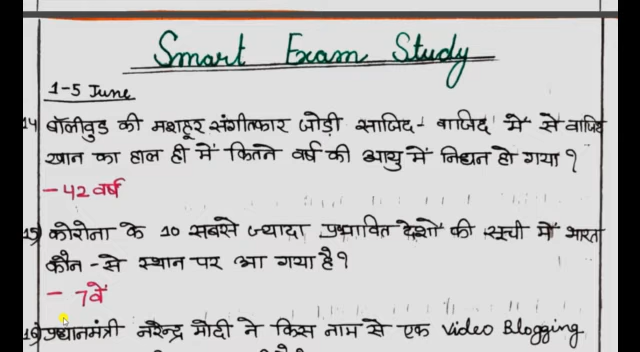 Smart Exam Study
1-5 June
14) बॉलीवुड की मशहूर संगीतकार जोड़ी साजिद - वाजिद में से वाजिद
खान का हाल ही में कितने वर्ष की आयु में निधन हो गया ?
- 42 वर्ष
15) कोरोना के 10 सबसे ज्यादा प्रभावित देशों की सूची में भारत
कौन - से स्थान पर आ गया है ?
- 7वें
16) प्रधानमंत्री नरेन्द्र मोदी ने किस नाम से एक Video Blogging